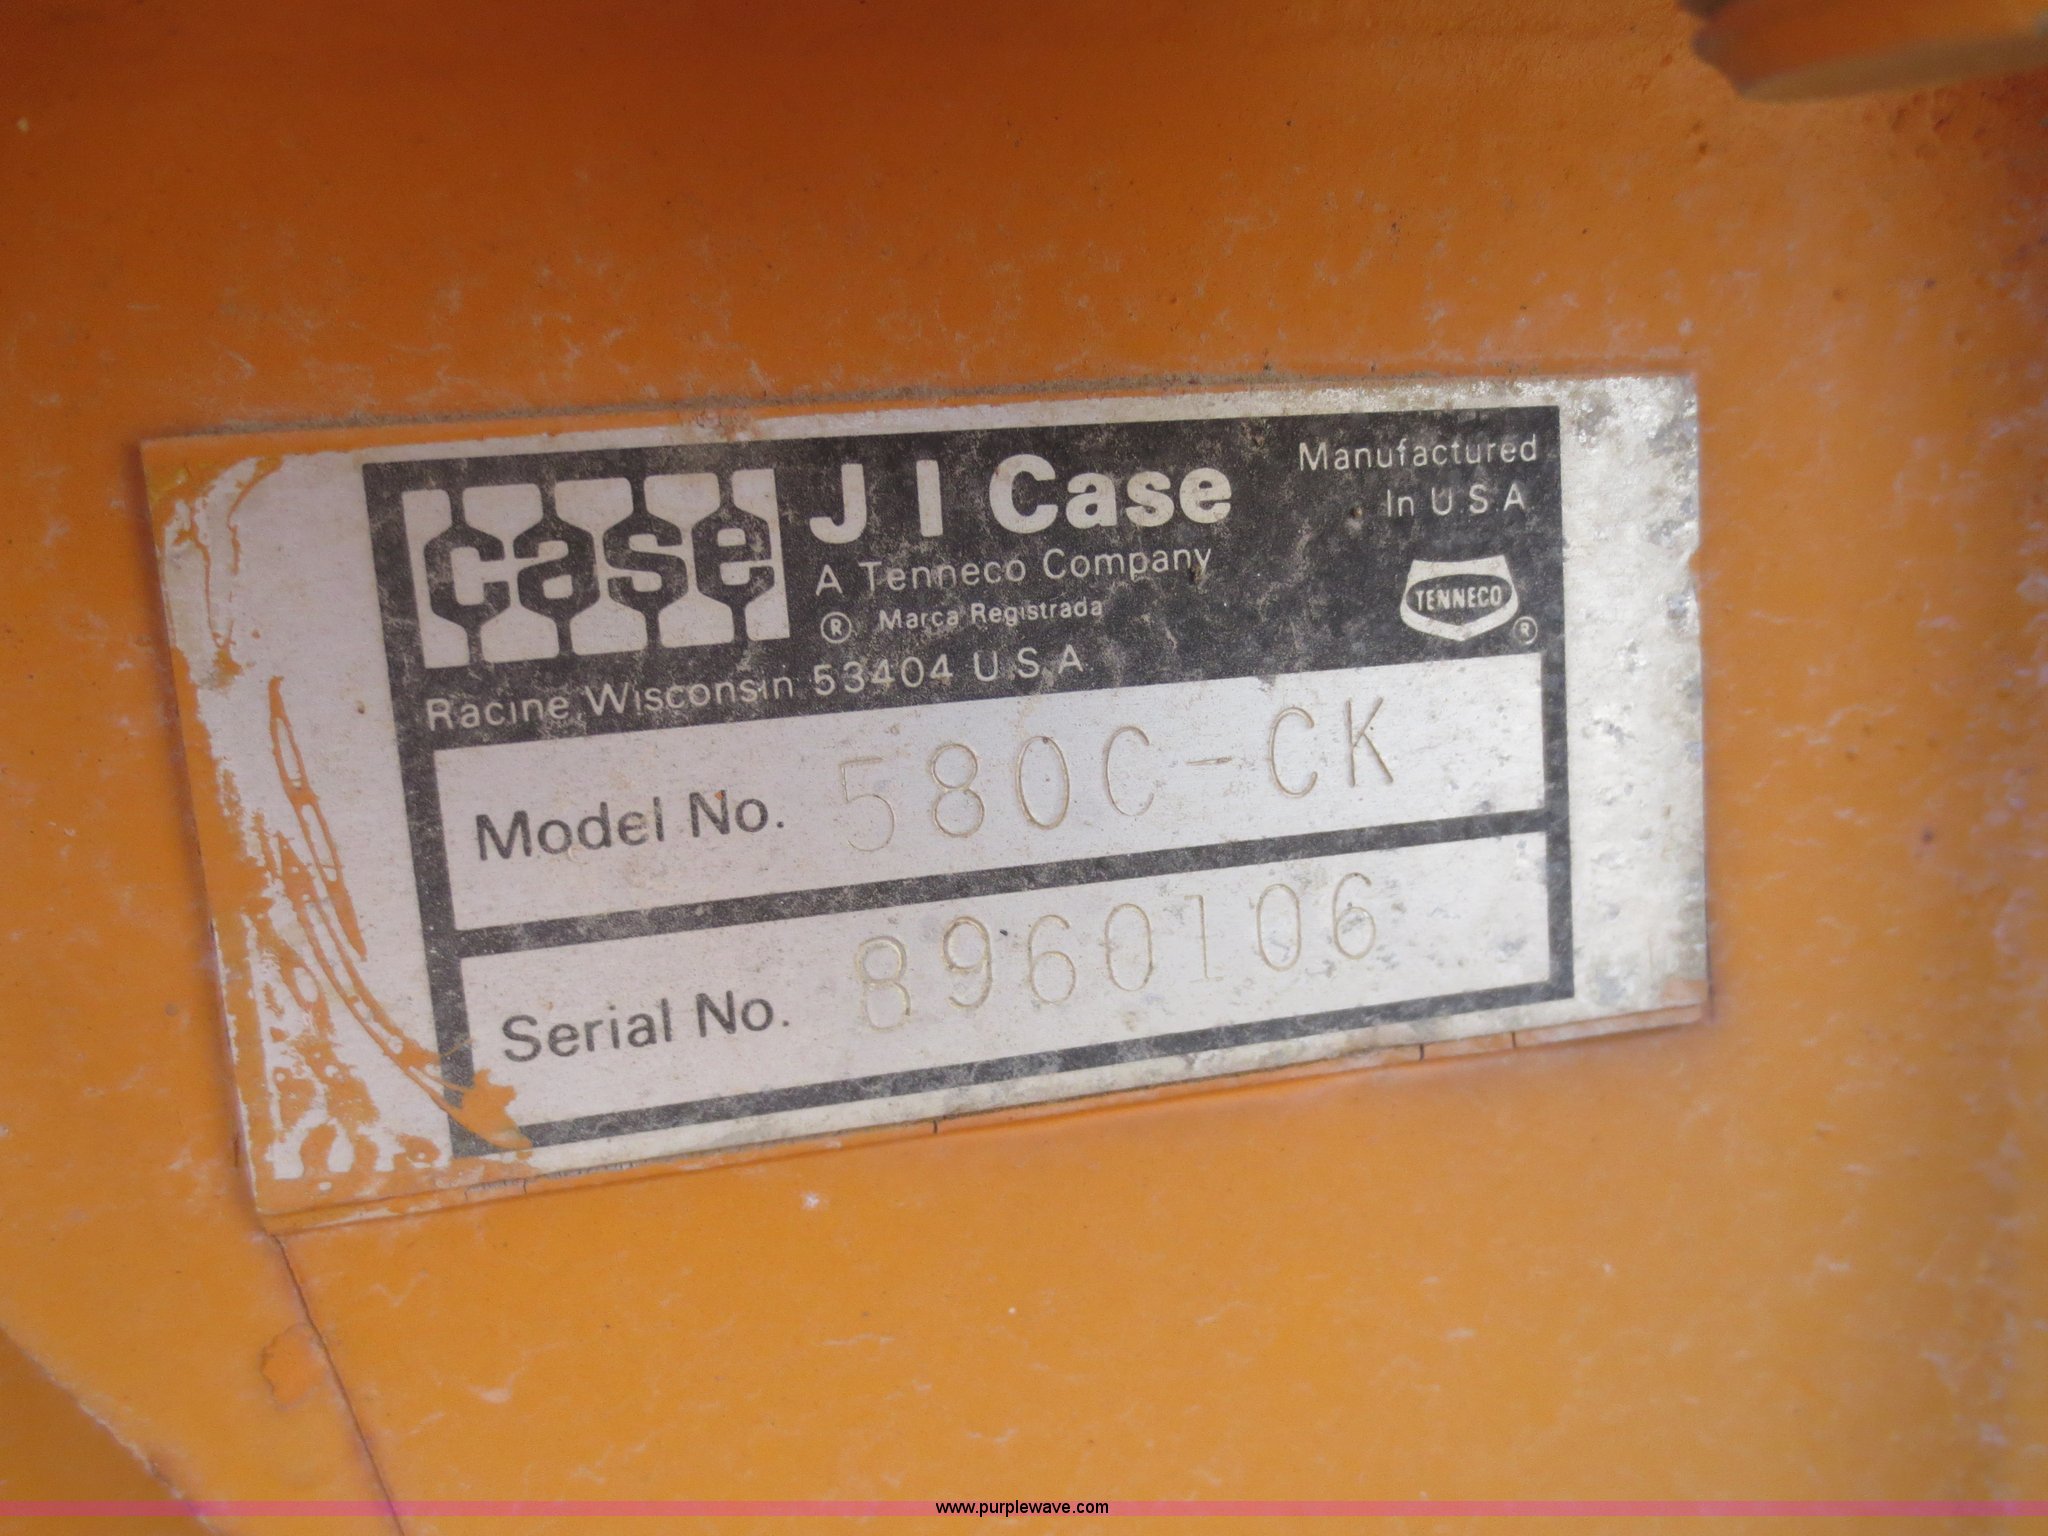 case
J I Case
Manufactured
In U.S.A
A Tenneco Company
® Marca Registrada
TENNECO
®
Racine, Wisconsin 53404 U.S.A.
Model No. 580C-CK
Serial No. 8960106
www.purplewave.com